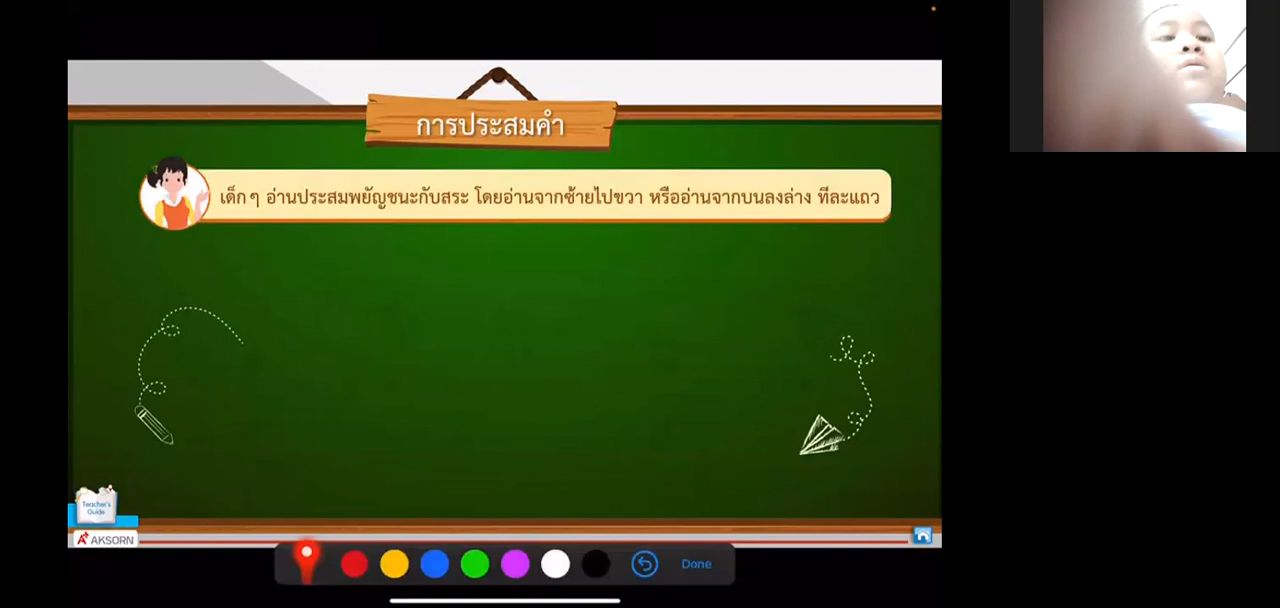 การประสมคำ
เด็ก ๆ อ่านประสมพยัญชนะกับสระ โดยอ่านจากซ้ายไปขวา หรืออ่านจากบนลงล่าง ทีละแถว
Teacher's
Guide
AKSORN
Done